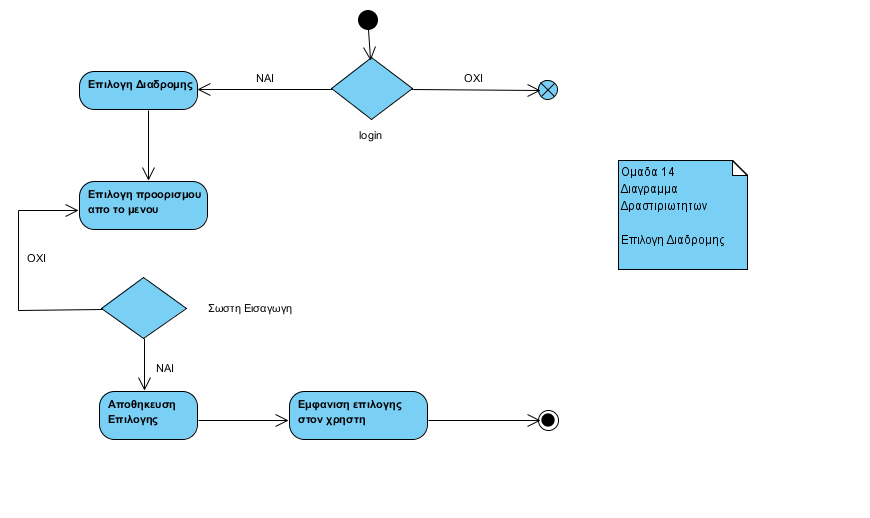 ΝΑΙ
ΟΧΙ
Επιλογη Διαδρομης
login
Ομαδα 14
Διαγραμμα
Δραστιριωτητων
Επιλογη Διαδρομης
Επιλογη προορισμου
απο το μενου
ΟΧΙ
Σωστη Εισαγωγη
ΝΑΙ
Αποθηκευση
Επιλογης
Εμφανιση επιλογης
στον χρηστη